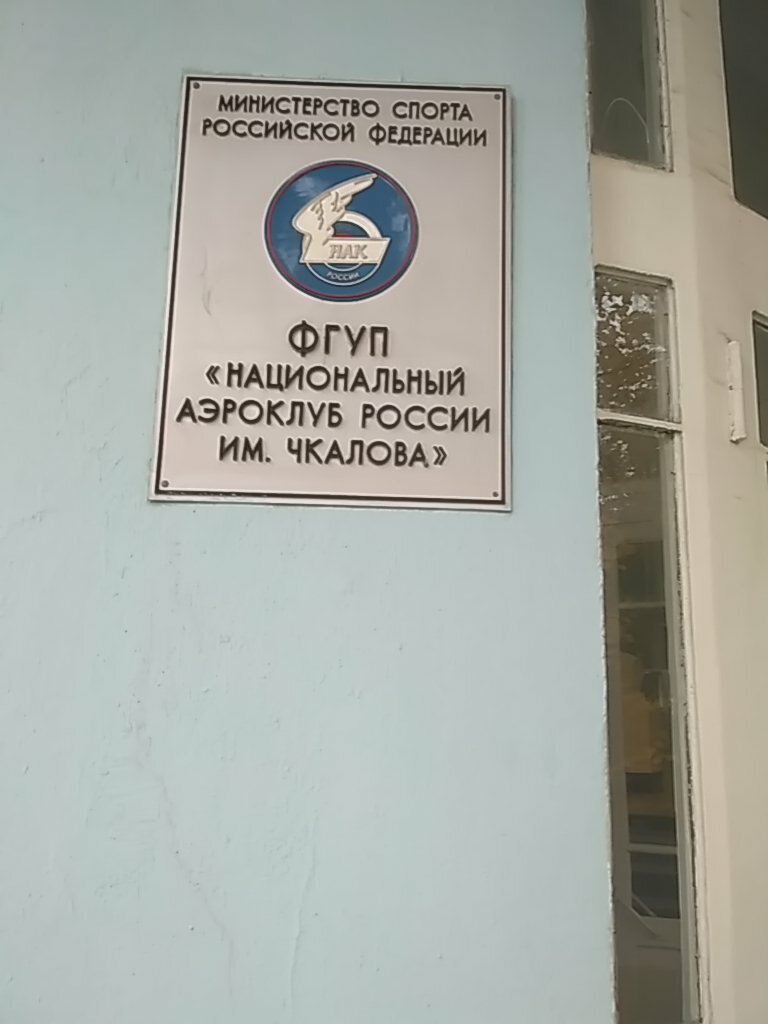 МИНИСТЕРСТВО СПОРТА
РОССИЙСКОЙ ФЕДЕРАЦИИ
НАК
РОССИИ
ФГУП
«НАЦИОНАЛЬНЫЙ
АЭРОКЛУБ РОССИИ
ИМ. ЧКАЛОВА»